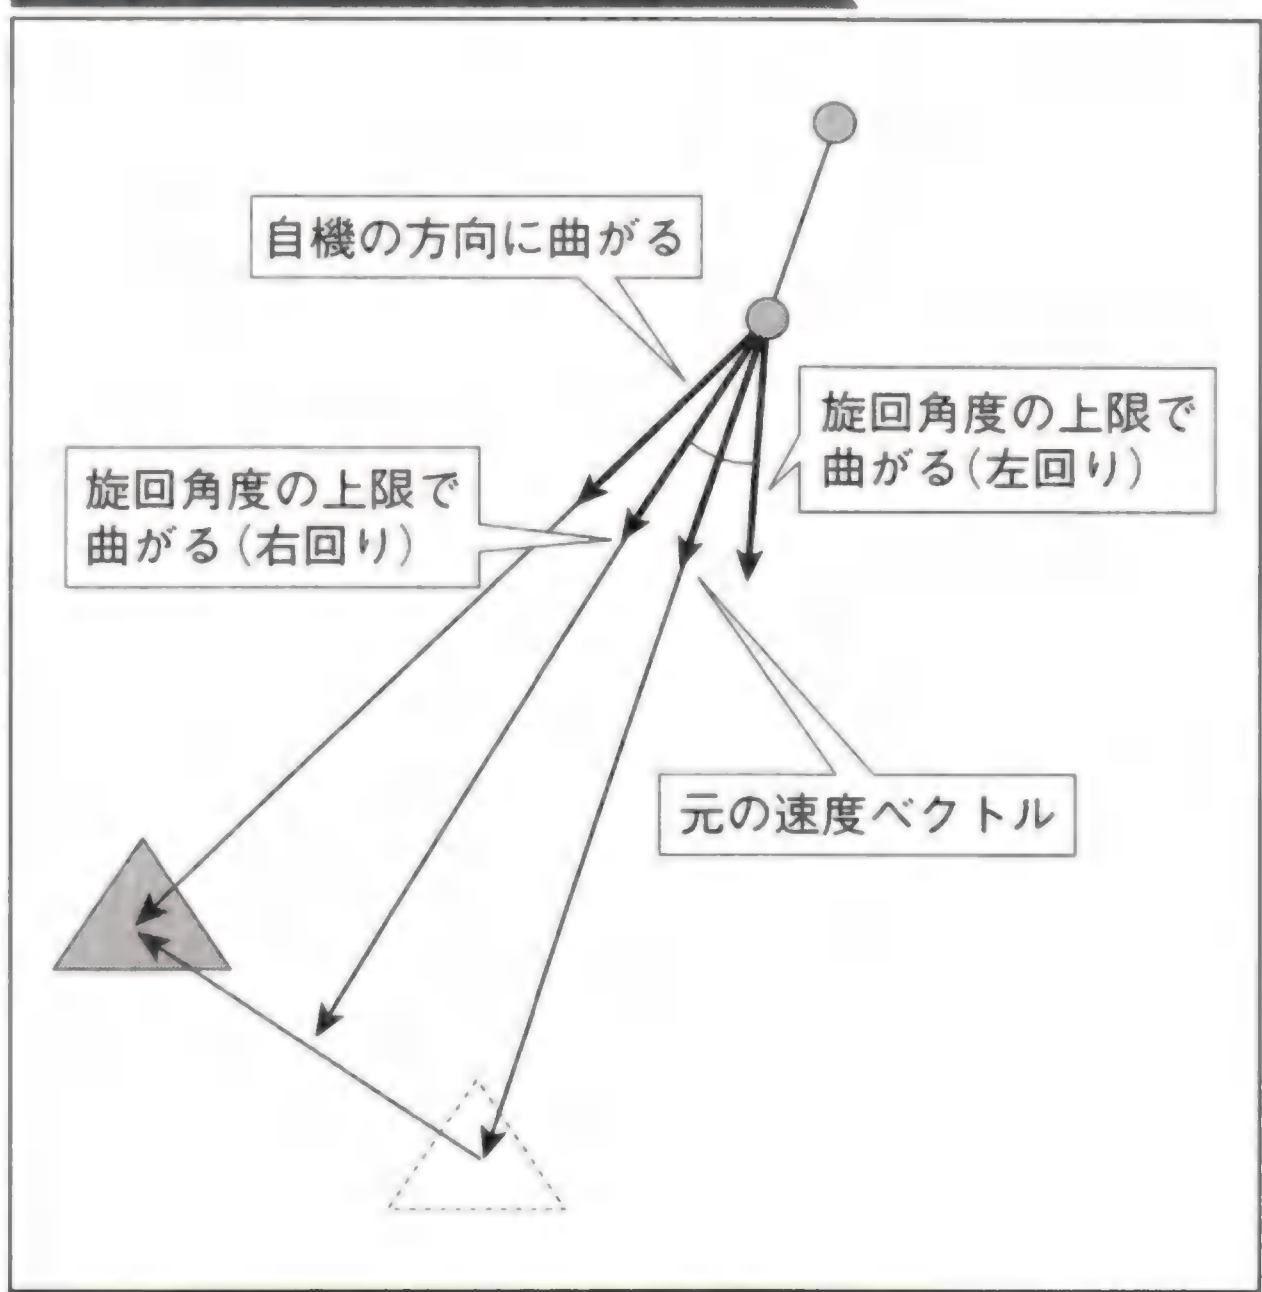 自機の方向に曲がる
旋回角度の上限で
曲がる(左回り)
旋回角度の上限で
曲がる(右回り)
元の速度ベクトル